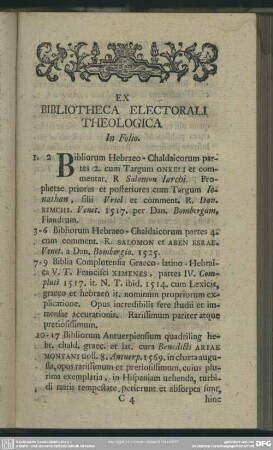 EX
BIBLIOTHECA ELECTORALI
THEOLOGICA
In Folio.
1. 2 Bibliorum Hebraeo-Chaldaicorum par-
tes 2. cum Targum ONKELI et com-
mentar. R Salomon Iarchi. Pro-
phetae priores et posteriores cum Targum Io-
nathan, filii Vriel et comment. R. Dav.
KIMCHI. Venet. 1517. per Dan. Bombergum,
Flandrum.
3-6 Bibliorum Hebraeo-Chaldaicorum partes 4.
cum comment. R. SALOMON et ABEN ESRAE.
Venet. a Dan. Bombergio. 1525.
7-9 Biblia Complutensia Graeco-latino-Hebrai-
ca V. T. Francisci XIMENES, partes IV. Com-
pluti 1517. it. N. T. ibid. 1514. cum Lexicis,
graeco et hebraeo it. nominum propriorum ex-
plicatione. Opus incredibilis fere studii et im-
mensae accurationis. Rarissimum pariter atque
pretiosissimum.
10-17 Bibliorum Antuerpiensium quadriling heb-
br. chald. graec. et lat. cura Benedicti ARIAE
MONTANI voll. 8. Antuerp. 1569. in charta augu-
sta, opus rarissimum et pretiosissimum, cuius plu-
rima exemplaria, in Hispaniam uehenda, turbi-
di maris tempestate, perierunt et absorpta sunt,
C 4 hinc